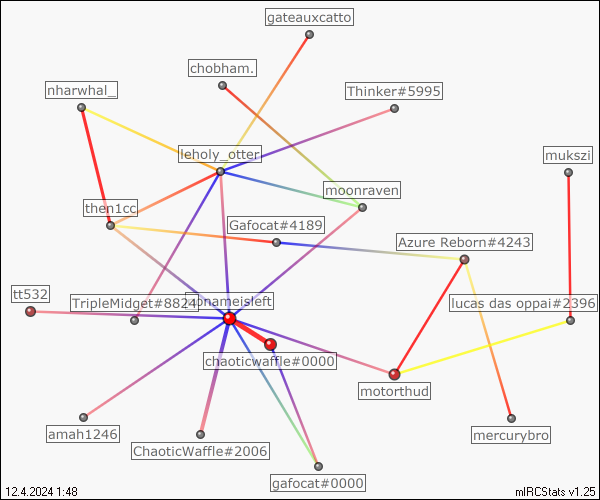 gateauxcatto
chobham.
nharwhal_
Thinker#5995
leholy_otter
mukszi
moonraven
then1cc
Gafocat#4189
Azure Reborn#4243
tt532
TripleMidget#8824
lucas das oppai#2396
chaoticwaffle#0000
motorthud
amah1246
mercurybro
ChaoticWaffle#2006
gafocat#0000
12.4.2024 1:48
mIRCStats v1.25